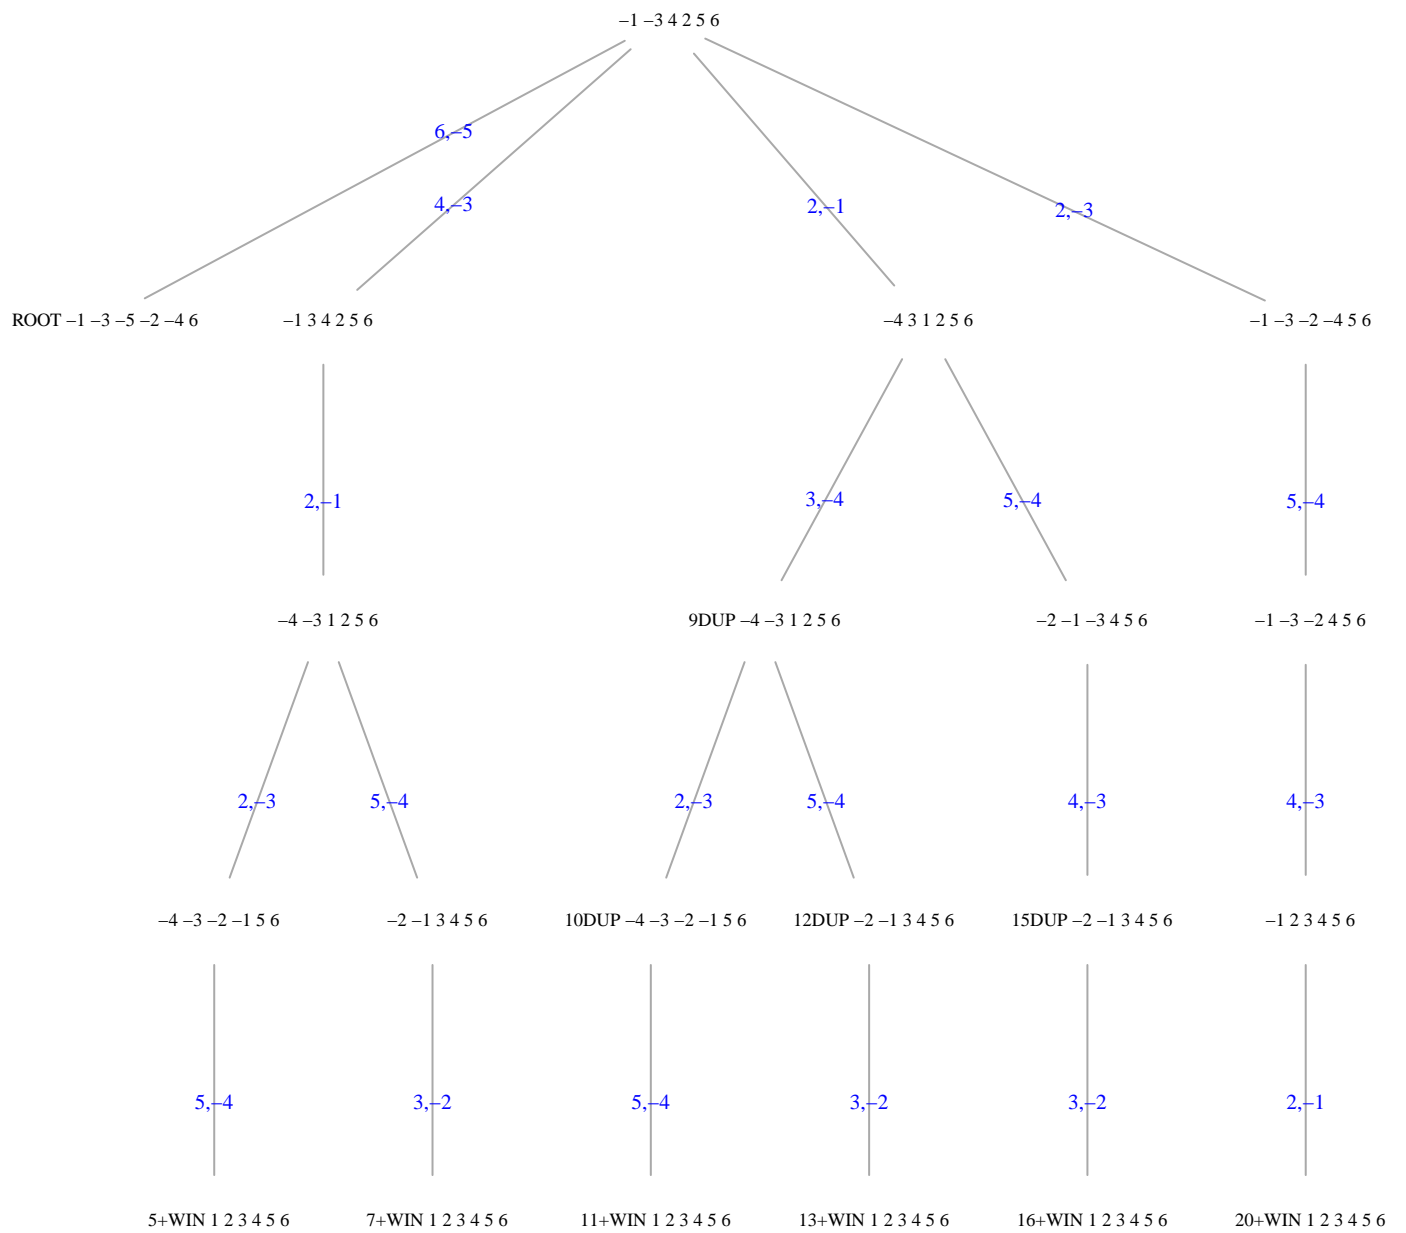 –1 –3 4 2 5 6
6,–5
4,–3
2,–1
2,–3
ROOT –1 –3 –5 –2 –4 6
–1 3 4 2 5 6
–4 3 1 2 5 6
–1 –3 –2 –4 5 6
2,–1
3,–4
5,–4
5,–4
–4 –3 1 2 5 6
9DUP –4 –3 1 2 5 6
–2 –1 –3 4 5 6
–1 –3 –2 4 5 6
2,–3
5,–4
2,–3
5,–4
4,–3
4,–3
–4 –3 –2 –1 5 6
–2 –1 3 4 5 6
10DUP –4 –3 –2 –1 5 6
12DUP –2 –1 3 4 5 6
15DUP –2 –1 3 4 5 6
–1 2 3 4 5 6
5,–4
3,–2
5,–4
3,–2
3,–2
2,–1
5+WIN 1 2 3 4 5 6
7+WIN 1 2 3 4 5 6
11+WIN 1 2 3 4 5 6
13+WIN 1 2 3 4 5 6
16+WIN 1 2 3 4 5 6
20+WIN 1 2 3 4 5 6